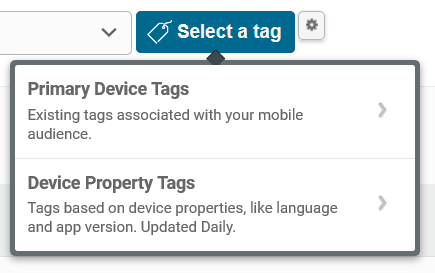 Select a tag
Primary Device Tags
Existing tags associated with your mobile
audience.
Device Property Tags
Tags based on device properties, like language
and app version. Updated Daily.